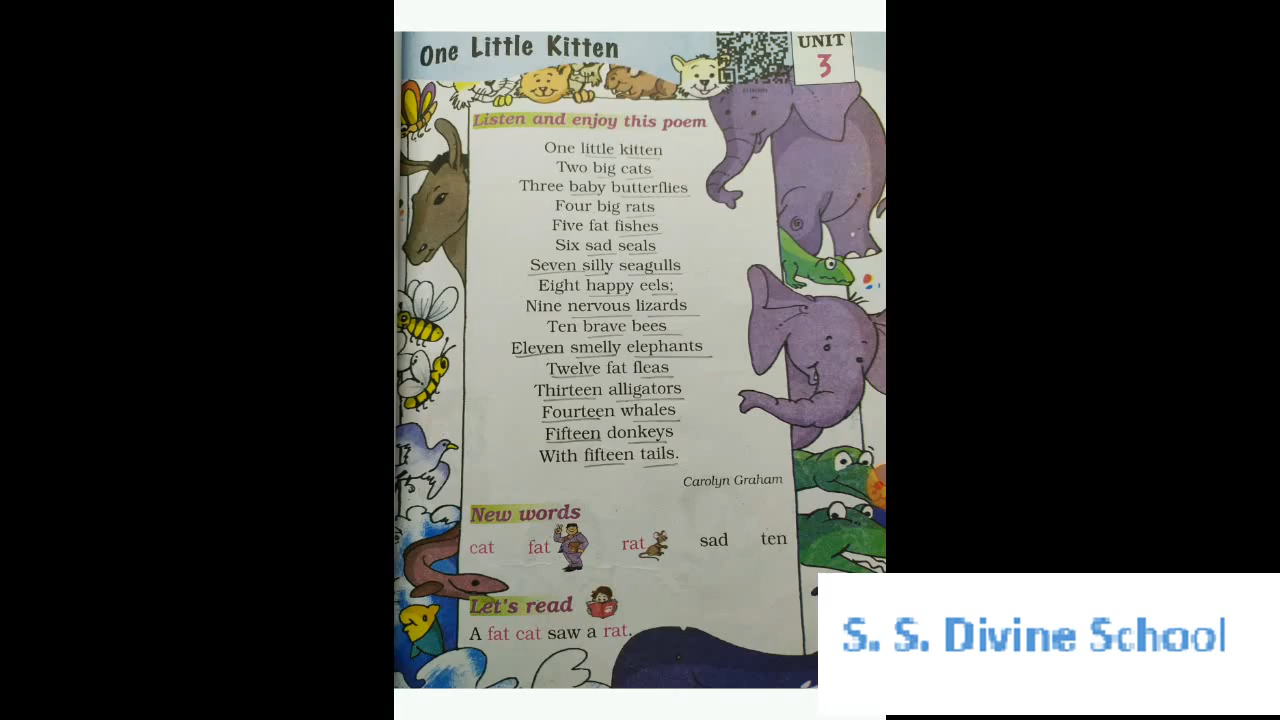 One Little Kitten
UNIT
3
Listen and enjoy this poem
One little kitten
Two big cats
Three baby butterflies
Four big rats
Five fat fishes
Six sad seals
Seven silly seagulls
Eight happy eels;
Nine nervous lizards
Ten brave bees
Eleven smelly elephants
Twelve fat fleas
Thirteen alligators
Fourteen whales
Fifteen donkeys
With fifteen tails.
Carolyn Graham
New words
cat fat rat sad ten
Let's read
A fat cat saw a rat.
S. S. Divine School